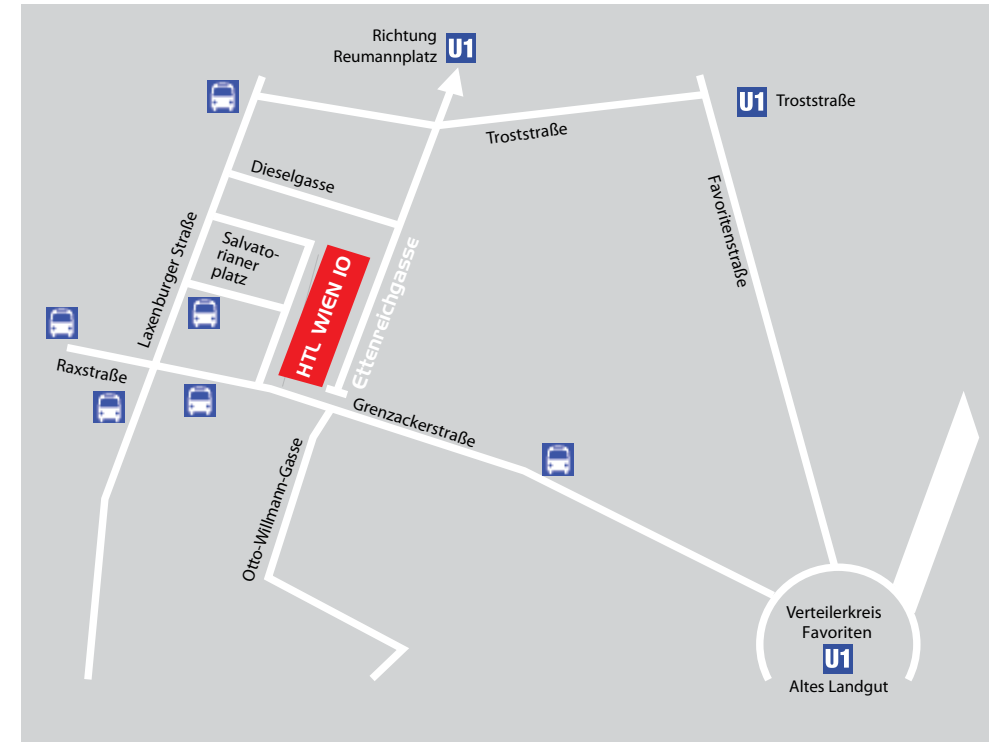 Richtung
Reumannplatz U1
U1 Troststraße
Troststraße
Dieselgasse
Favoritenstraße
Laxenburger Straße
Salvato-
rianer
platz
HTL WIEN 10
Ettenreichgasse
Raxstraße
Grenzackerstraße
Otto-Willmann-Gasse
Verteilerkreis
Favoriten
U1
Altes Landgut